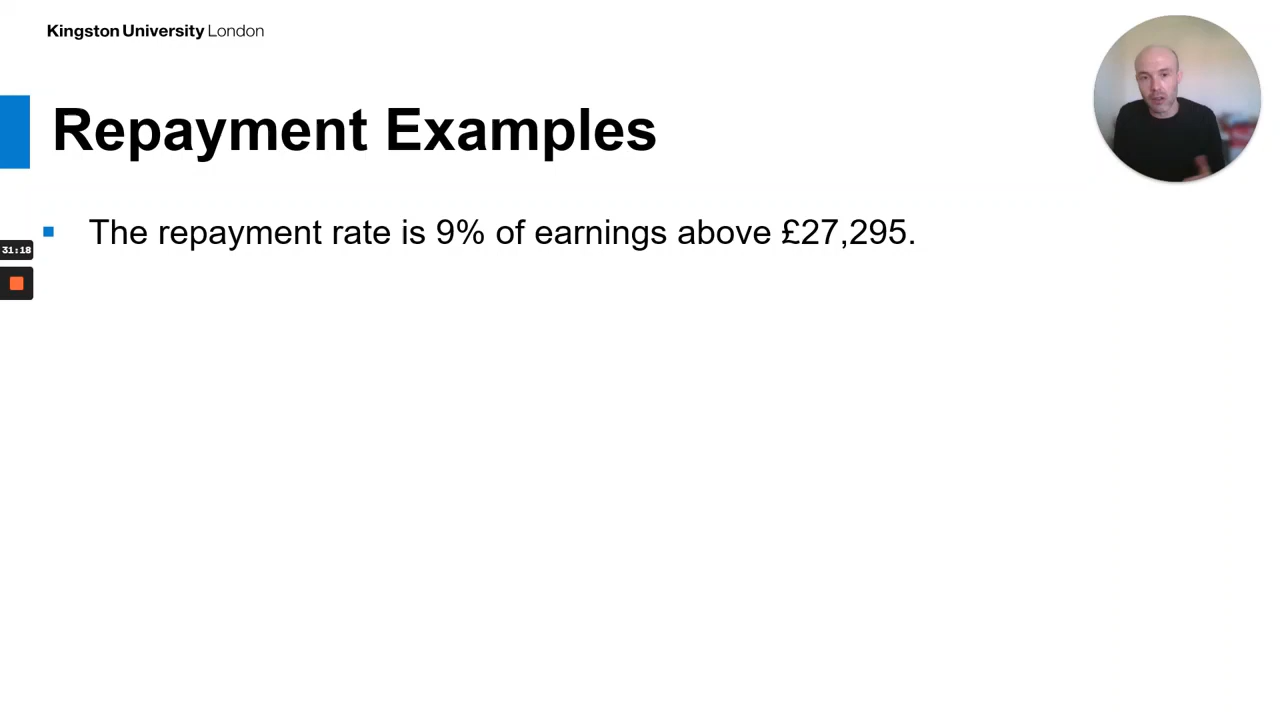 Kingston University London
Repayment Examples
▪ The repayment rate is 9% of earnings above £27,295.
31:18